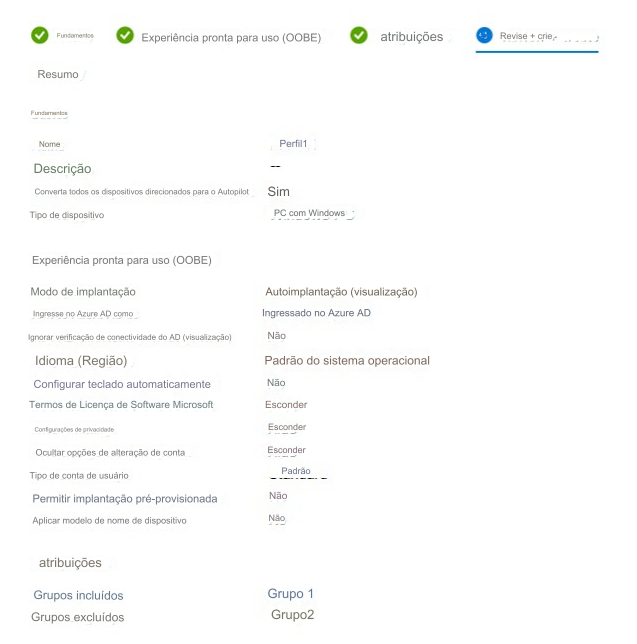 Fundamentos Experiência pronta para uso (OOBE) atribuições Revise + crie
Resumo
Fundamentos
Nome Perfil1
Descrição --
Converta todos os dispositivos direcionados para o Autopilot Sim
Tipo de dispositivo PC com Windows
Experiência pronta para uso (OOBE)
Modo de implantação Autoimplantação (visualização)
Ingresse no Azure AD como Ingressado no Azure AD
Ignorar verificação de conectividade do AD (visualização) Não
Idioma (Região) Padrão do sistema operacional
Configurar teclado automaticamente Não
Termos de Licença de Software Microsoft Esconder
Configurações de privacidade Esconder
Ocultar opções de alteração de conta Esconder
Tipo de conta de usuário Padrão
Permitir implantação pré-provisionada Não
Aplicar modelo de nome de dispositivo Não
atribuições
Grupos incluídos Grupo 1
Grupos excluídos Grupo2